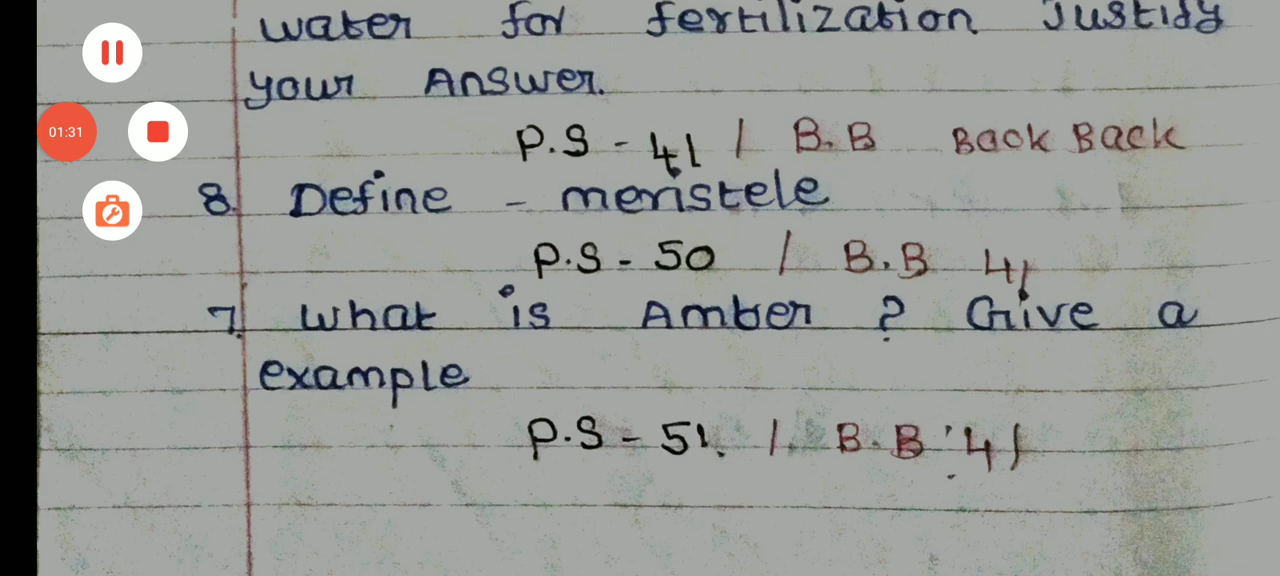 water for fertilization Justidy
your Answer.
P.S - 41 / B.B Back Back
8. Define - meristele
P.S - 50 / B.B 41
7. What is Amber ? Give a
example
P.S - 51. / B.B 41
01:31